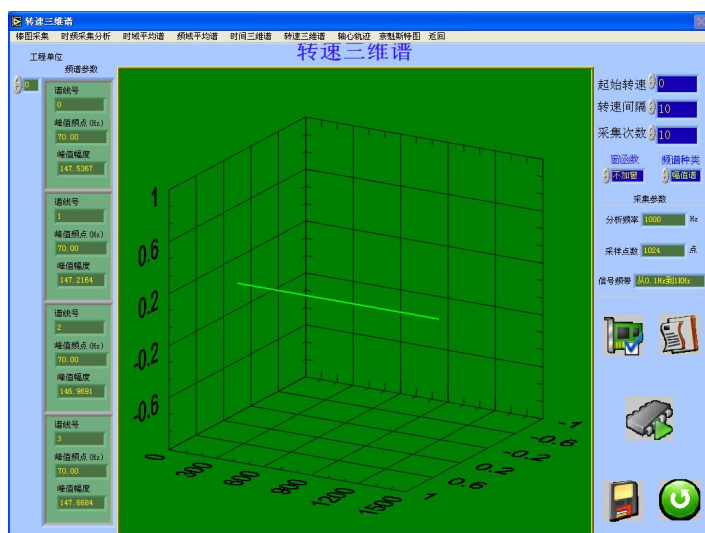 转速三维谱
棒图采集 时频采集分析 时域平均谱 频域平均谱 时间三维谱 转速三维谱 轴心轨迹 奈魁斯特图 返回
转速三维谱
工程单位
频谱参数
0
谱线号
0
峰值频点(Hz)
70.00
峰值幅度
147.5367
谱线号
1
峰值频点(Hz)
70.00
峰值幅度
147.2164
谱线号
2
峰值频点(Hz)
70.00
峰值幅度
146.9691
谱线号
3
峰值频点(Hz)
70.00
峰值幅度
147.6684
1
0.6
0.2
-0.2
-0.6
0
300
600
900
1200
1500
-1
-0.6
-0.2
0.2
0.6
1
起始转速 0
转速间隔 10
采集次数 10
窗函数 频谱种类
不加窗 幅值谱
采集参数
分析频率 1000 Hz
采样点数 1024 点
信号频带 从0.1Hz到1KHz